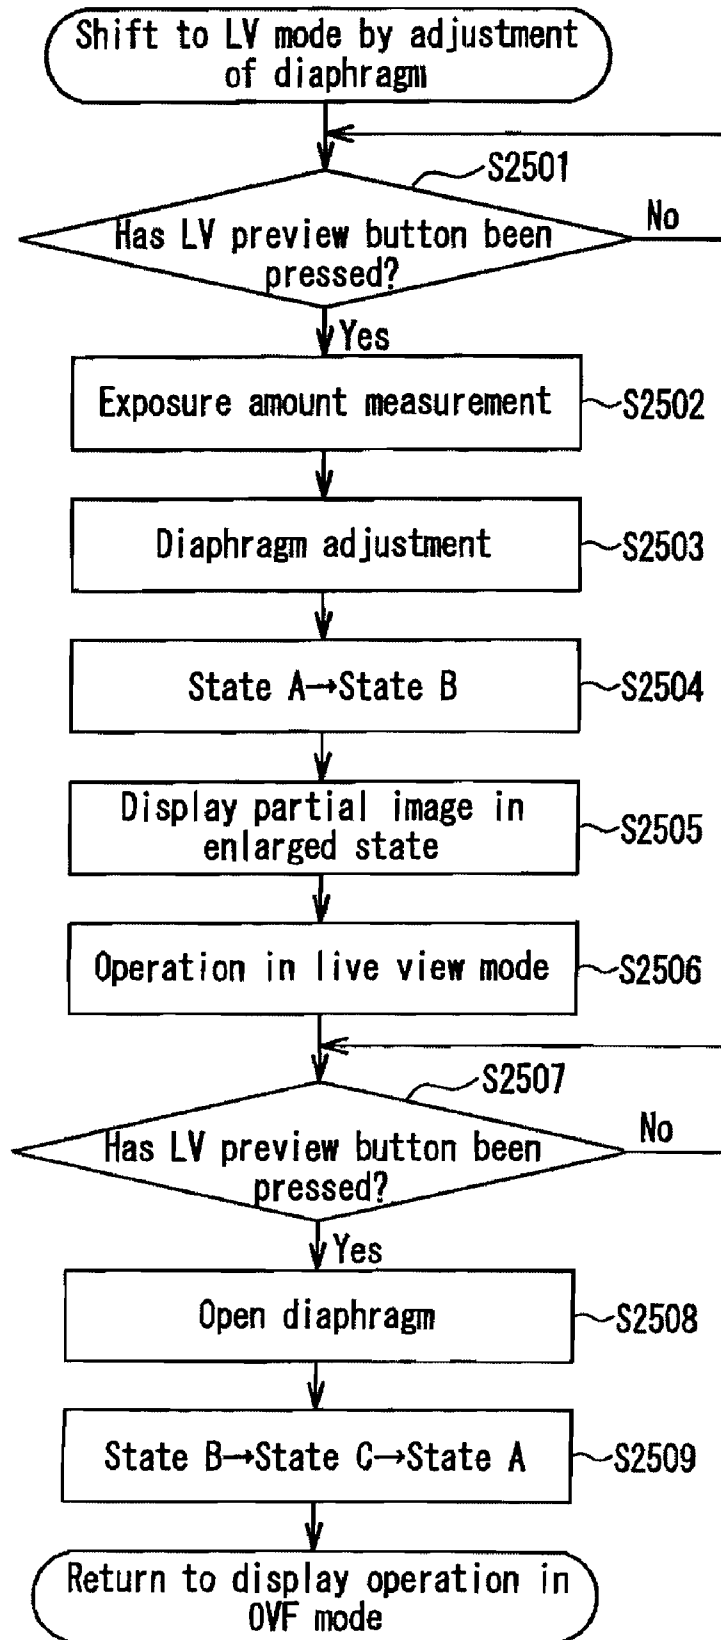 Shift to LV mode by adjustment
of diaphragm
S2501
Has LV preview button been
pressed?
No
Yes
Exposure amount measurement
S2502
Diaphragm adjustment
S2503
State A→State B
S2504
Display partial image in
enlarged state
S2505
Operation in live view mode
S2506
S2507
Has LV preview button been
pressed?
No
Yes
Open diaphragm
S2508
State B→State C→State A
S2509
Return to display operation in
OVF mode